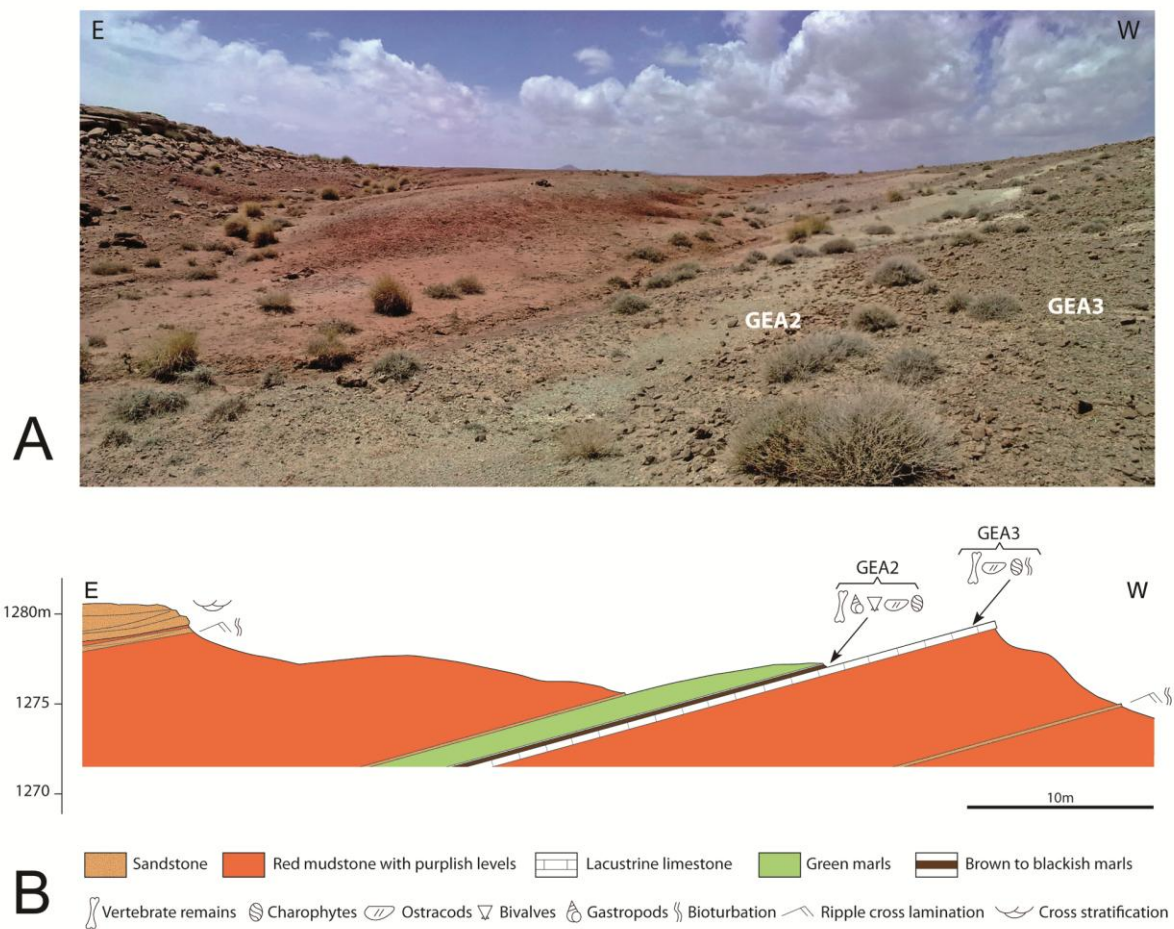 E W
GEA2 GEA3
A
GEA3
GEA2
E W
1280m
1275
1270
10m
Sandstone Red mudstone with purplish levels Lacustrine limestone Green marls Brown to blackish marls
B
Vertebrate remains Charophytes Ostracods Bivalves Gastropods Bioturbation Ripple cross lamination Cross stratification